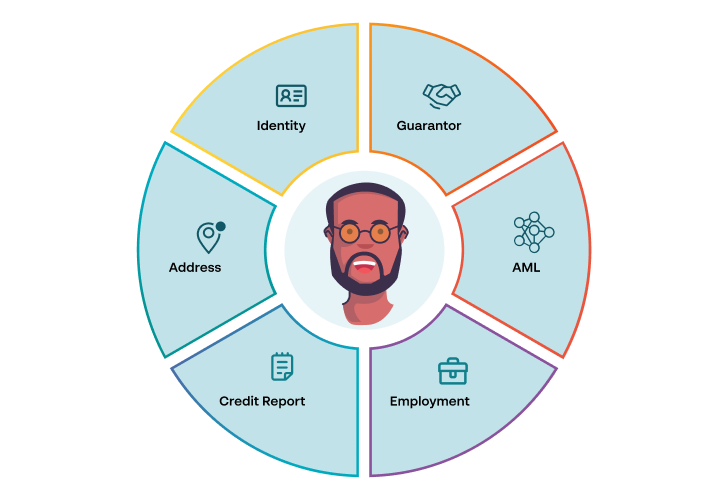 Identity
Guarantor
Address
AML
Credit Report
Employment